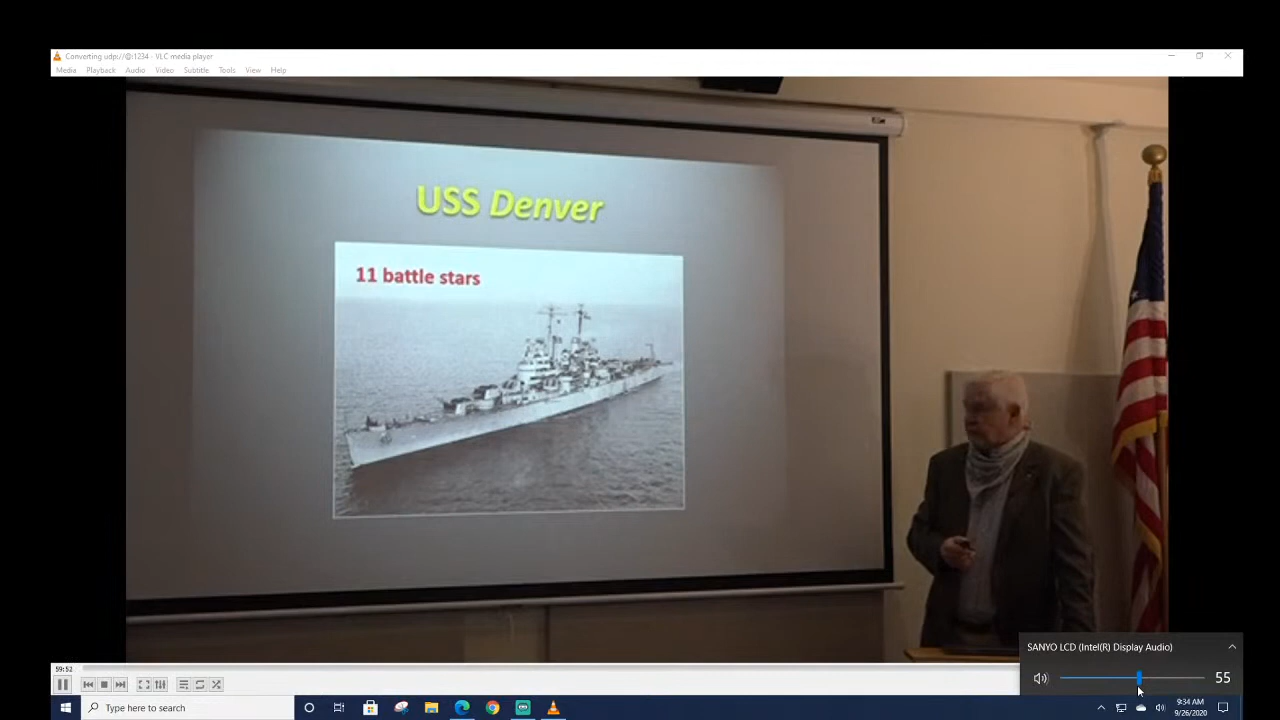 Converting udp://@:1234 - VLC media player
Media Playback Audio Video Subtitle Tools View Help
USS Denver
11 battle stars
SANYO LCD (Intel(R) Display Audio)
55
59:52
Type here to search
9:34 AM
9/26/2020